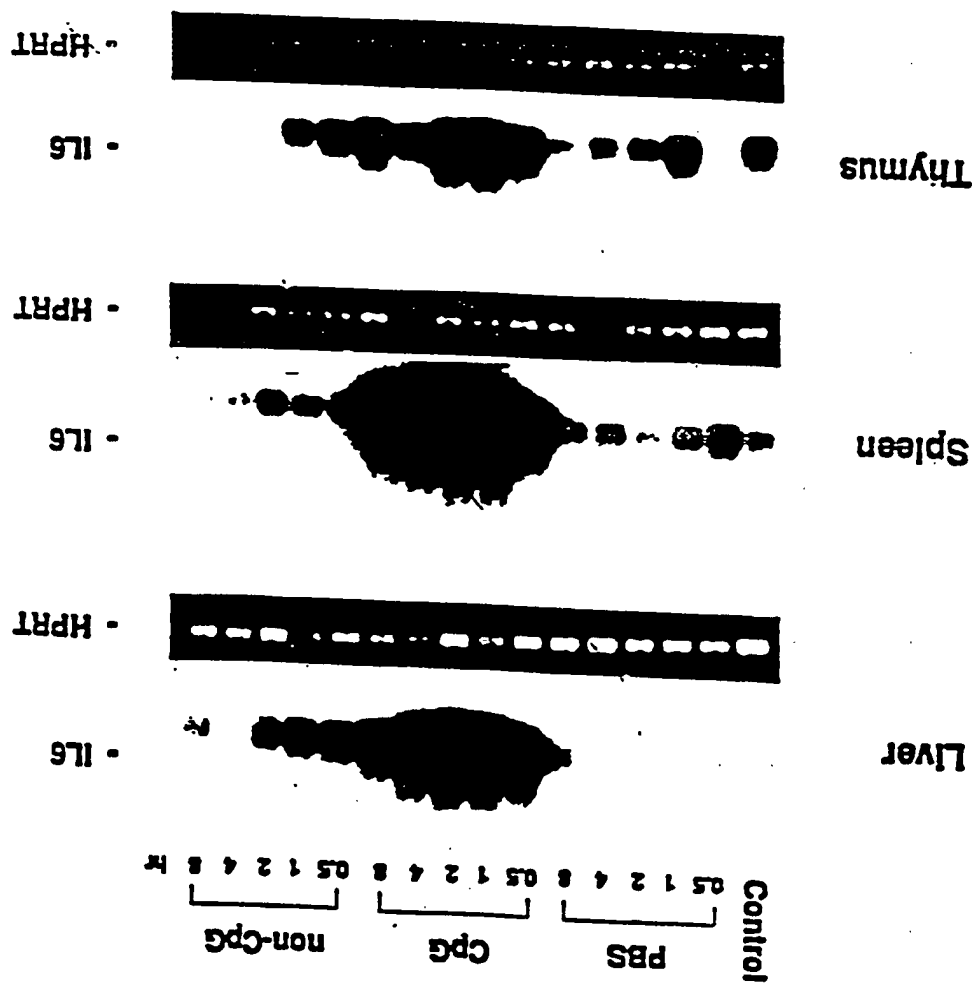 PBS CpG non-CpG
Control 0.5 1 2 4 8 0.5 1 2 4 8 0.5 1 2 4 8 hr
Liver - IL6
- HPRT
Spleen - IL6
- HPRT
Thymus - IL6
- HPRT